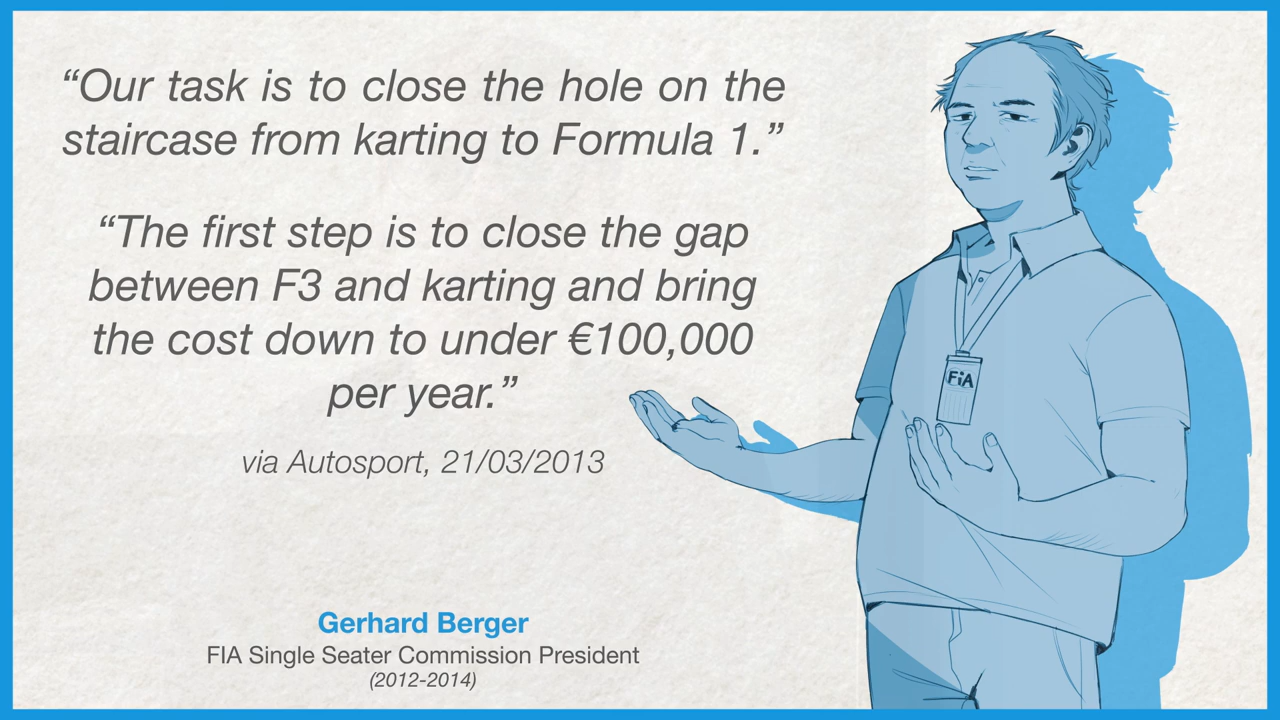 “Our task is to close the hole on the
staircase from karting to Formula 1.”
“The first step is to close the gap
between F3 and karting and bring
the cost down to under €100,000
per year.”
via Autosport, 21/03/2013
FiA
Gerhard Berger
FIA Single Seater Commission President
(2012-2014)